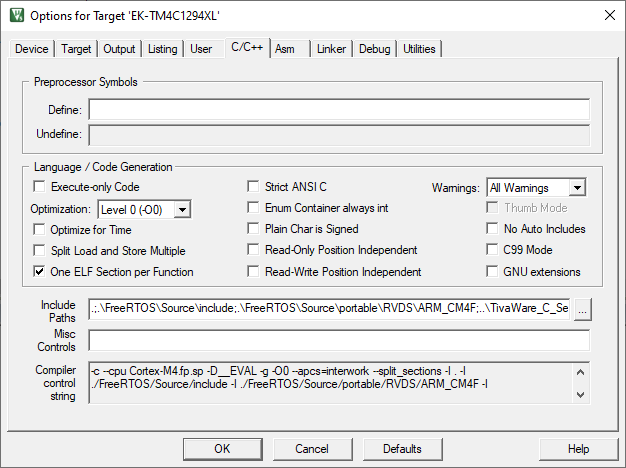 Options for Target 'EK-TM4C1294XL'
Device Target Output Listing User C/C++ Asm Linker Debug Utilities
Preprocessor Symbols
Define:
Undefine:
Language / Code Generation
Execute-only Code Strict ANSI C Warnings: All Warnings
Optimization: Level 0 (-O0) Enum Container always int Thumb Mode
Optimize for Time Plain Char is Signed No Auto Includes
Split Load and Store Multiple Read-Only Position Independent C99 Mode
One ELF Section per Function Read-Write Position Independent GNU extensions
Include Paths .;.\FreeRTOS\Source\include;.\FreeRTOS\Source\portable\RVDS\ARM_CM4F;..\TivaWare_C_Se ...
Misc Controls
Compiler control string -c --cpu Cortex-M4.fp.sp -D__EVAL -g -O0 --apcs=interwork --split_sections -I . -I
./FreeRTOS/Source/include -I ./FreeRTOS/Source/portable/RVDS/ARM_CM4F -I
OK Cancel Defaults Help